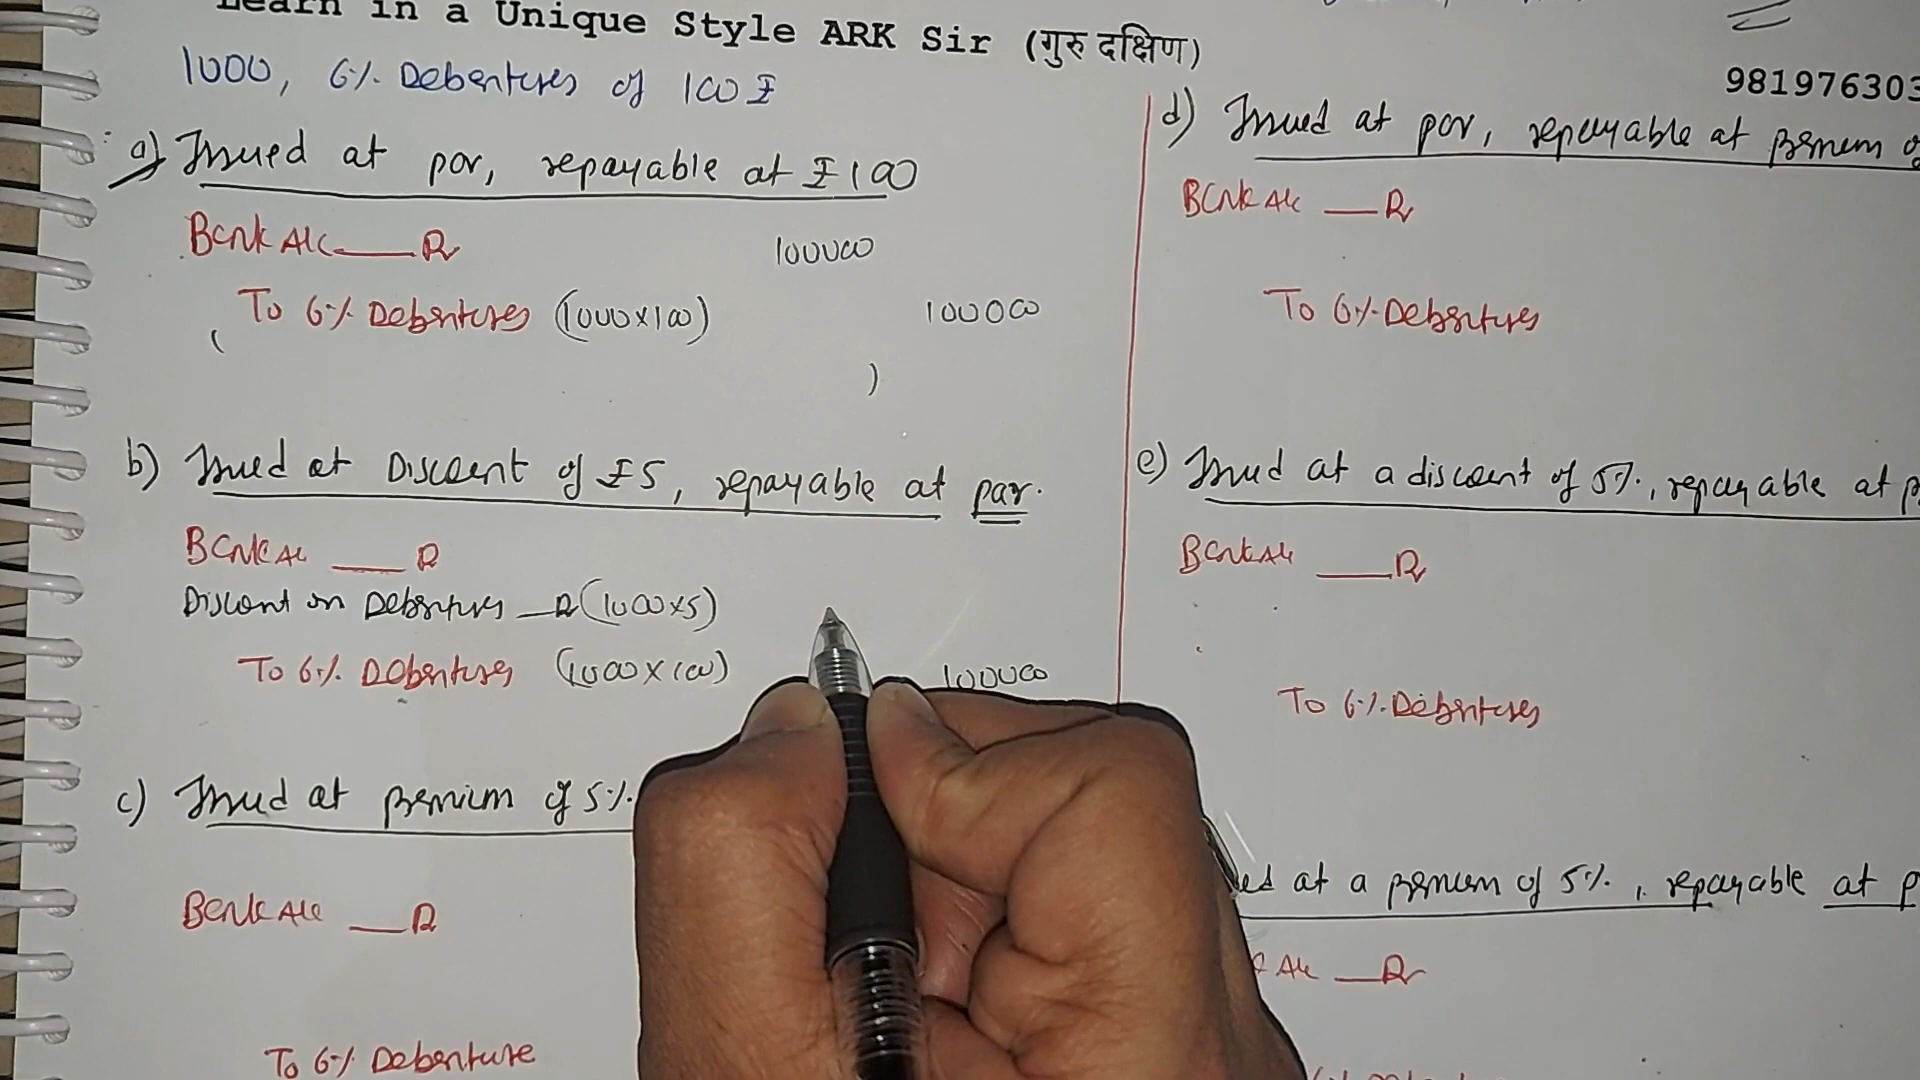 Learn in a Unique Style ARK Sir (गुरु दक्षिण)
981976303
1000, 6% Debentures of 100 ₹
a) Issued at par, repayable at ₹100
Bank A/c Dr 100000
To 6% Debentures (1000×100) 100000
( )
b) Issued at Discount of ₹5, repayable at par.
Bank A/c Dr
Discount on Debentures Dr (1000×5)
To 6% Debentures (1000×100) 100000
c) Issued at premium of 5%.
Bank A/c Dr
To 6% Debenture
d) Issued at par, repayable at premium
Bank A/c Dr
To 6% Debentures
e) Issued at a discount of 5%, repayable at p
Bank A/c Dr
To 6% Debentures
ed at a premium of 5%, repayable at p
A/c Dr